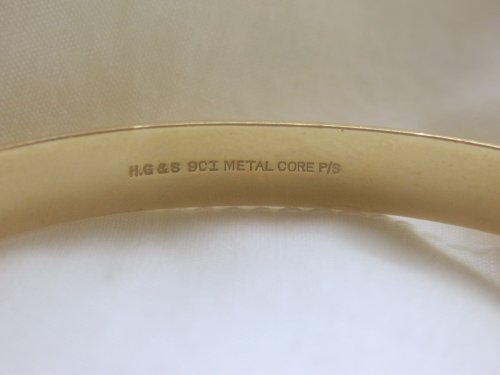 H.G & S 9CT METAL CORE P/S